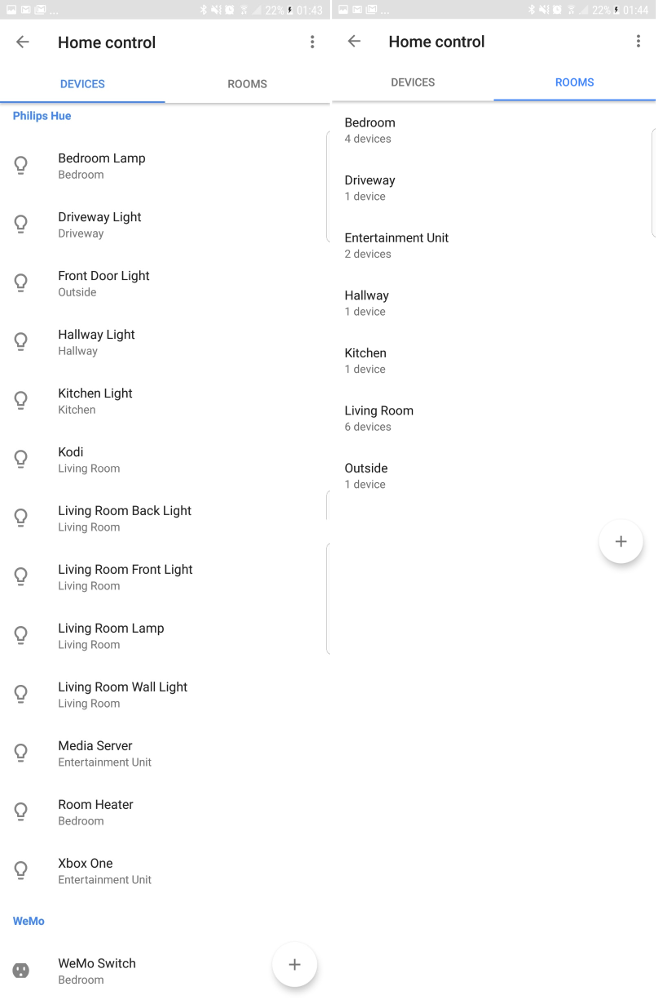 ... 22% 01:43
Home control
DEVICES ROOMS
Philips Hue
Bedroom Lamp
Bedroom
Driveway Light
Driveway
Front Door Light
Outside
Hallway Light
Hallway
Kitchen Light
Kitchen
Kodi
Living Room
Living Room Back Light
Living Room
Living Room Front Light
Living Room
Living Room Lamp
Living Room
Living Room Wall Light
Living Room
Media Server
Entertainment Unit
Room Heater
Bedroom
Xbox One
Entertainment Unit
WeMo
WeMo Switch
Bedroom
+
... 22% 01:44
Home control
DEVICES ROOMS
Bedroom
4 devices
Driveway
1 device
Entertainment Unit
2 devices
Hallway
1 device
Kitchen
1 device
Living Room
6 devices
Outside
1 device
+